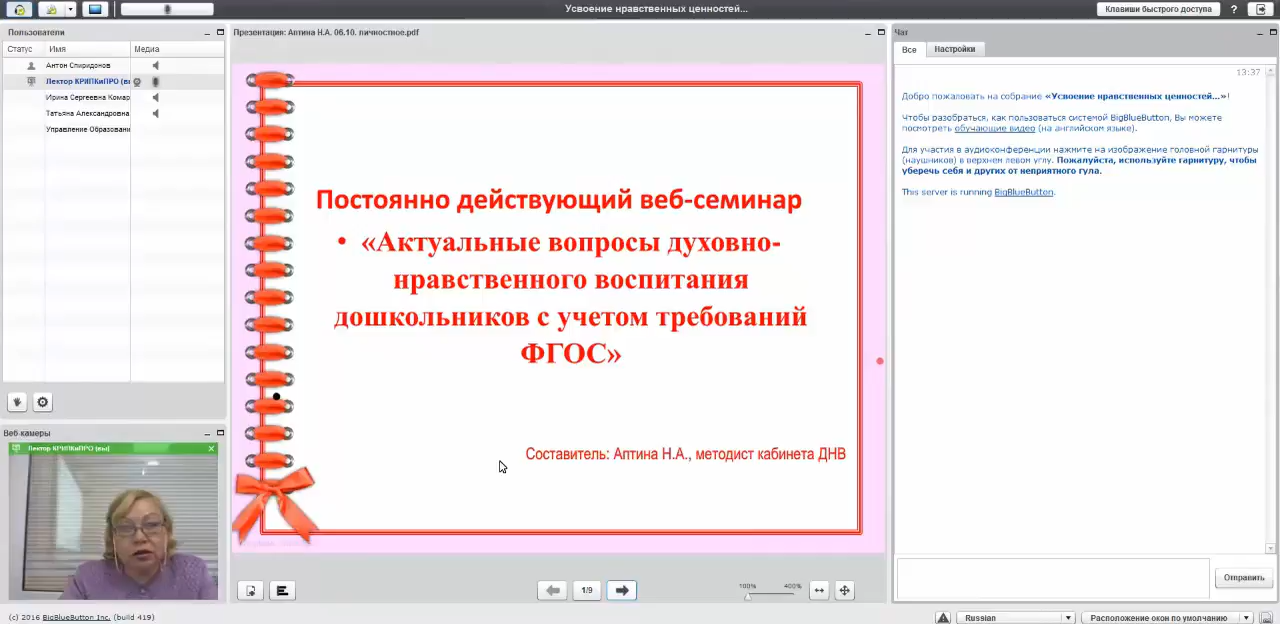 Усвоение нравственных ценностей...
Клавиши быстрого доступа
?
Пользователи
Статус Имя Медиа
Антон Спиридонов
Лектор КРИПКиПРО (вы
Ирина Сергеевна Комар
Татьяна Александровна
Управление Образовани
Веб-камеры
Лектор КРИПКиПРО (вы)
Презентация: Аптина Н.А. 06.10. личностное.pdf
Постоянно действующий веб-семинар
• «Актуальные вопросы духовно-
нравственного воспитания
дошкольников с учетом требований
ФГОС»
Составитель: Аптина Н.А., методист кабинета ДНВ
1/9
100% 400%
Чат
Все Настройки
13:37
Добро пожаловать на собрание «Усвоение нравственных ценностей...»!
Чтобы разобраться, как пользоваться системой BigBlueButton, Вы можете
посмотреть обучающие видео (на английском языке).
Для участия в аудиоконференции нажмите на изображение головной гарнитуры
(наушников) в верхнем левом углу. Пожалуйста, используйте гарнитуру, чтобы
уберечь себя и других от неприятного гула.
This server is running BigBlueButton.
Отправить
(c) 2016 BigBlueButton Inc. (build 419)
Russian
Расположение окон по умолчанию